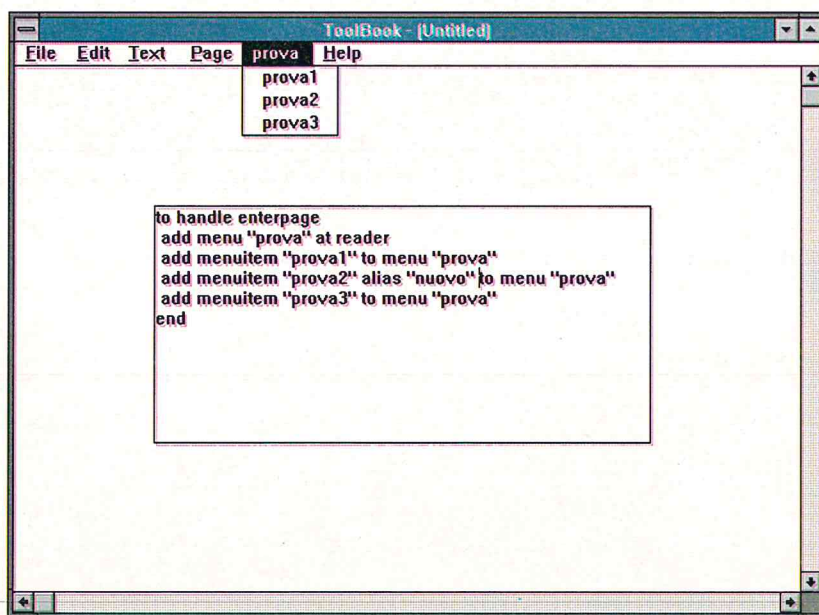 ToolBook - (Untitled)
File Edit Text Page prova Help
prova1
prova2
prova3
to handle enterpage
add menu "prova" at reader
add menuitem "prova1" to menu "prova"
add menuitem "prova2" alias "nuovo" to menu "prova"
add menuitem "prova3" to menu "prova"
end